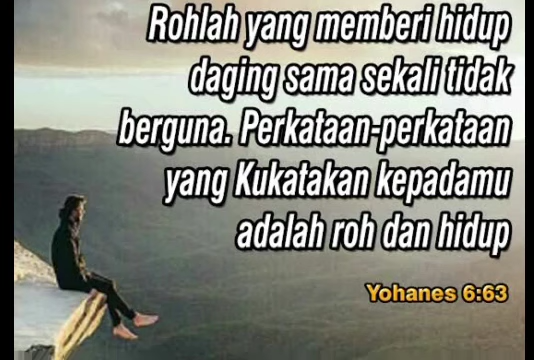 Rohlah yang memberi hidup
daging sama sekali tidak
berguna. Perkataan-perkataan
yang Kukatakan kepadamu
adalah roh dan hidup
Yohanes 6:63